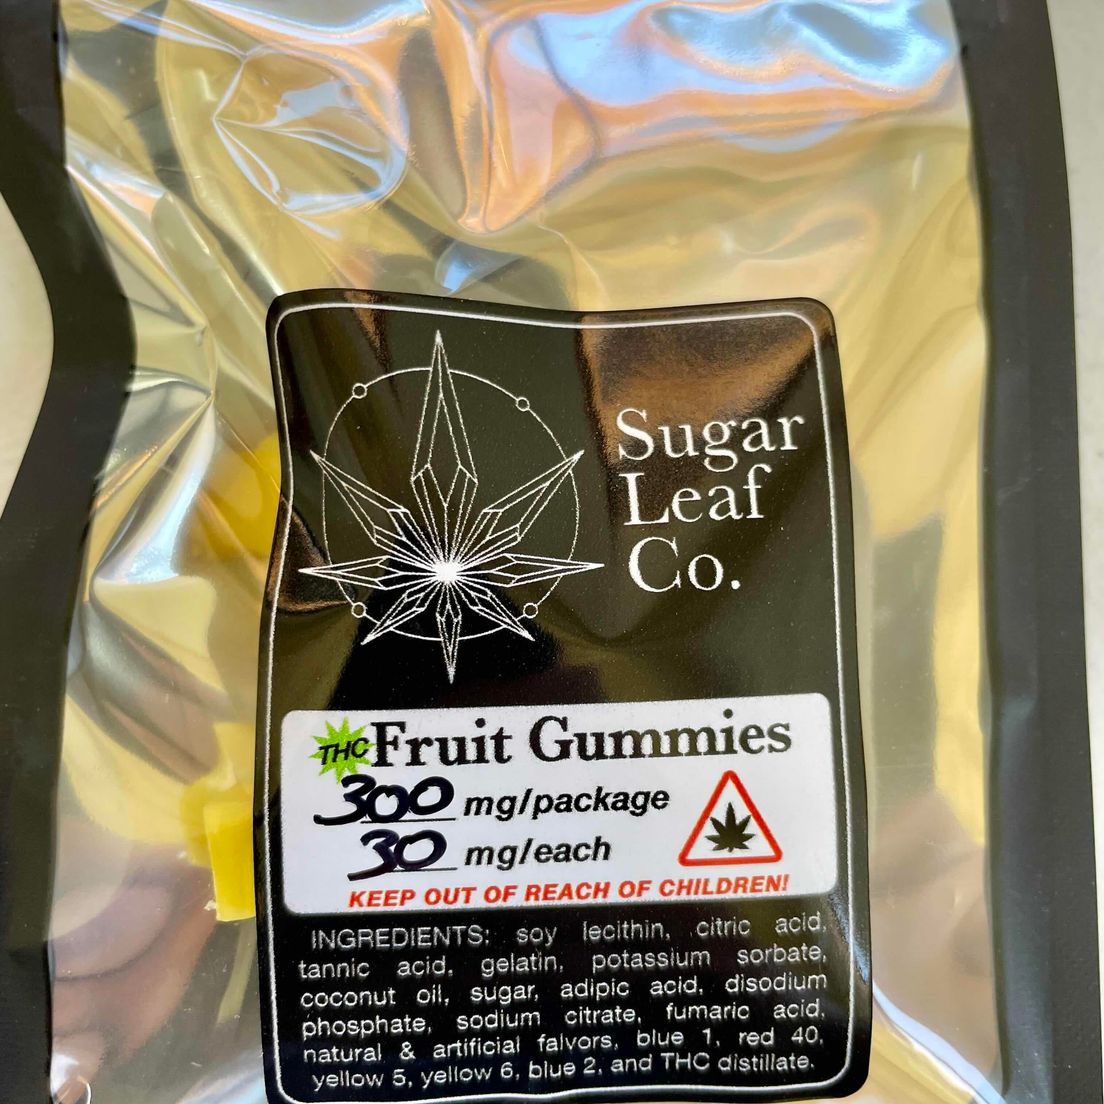 Sugar
Leaf
Co.
THC Fruit Gummies
300 mg/package
30 mg/each
KEEP OUT OF REACH OF CHILDREN!
INGREDIENTS: soy lecithin, citric acid,
tannic acid, gelatin, potassium sorbate,
coconut oil, sugar, adipic acid, disodium
phosphate, sodium citrate, fumaric acid,
natural & artificial falvors, blue 1, red 40,
yellow 5, yellow 6, blue 2, and THC distillate.